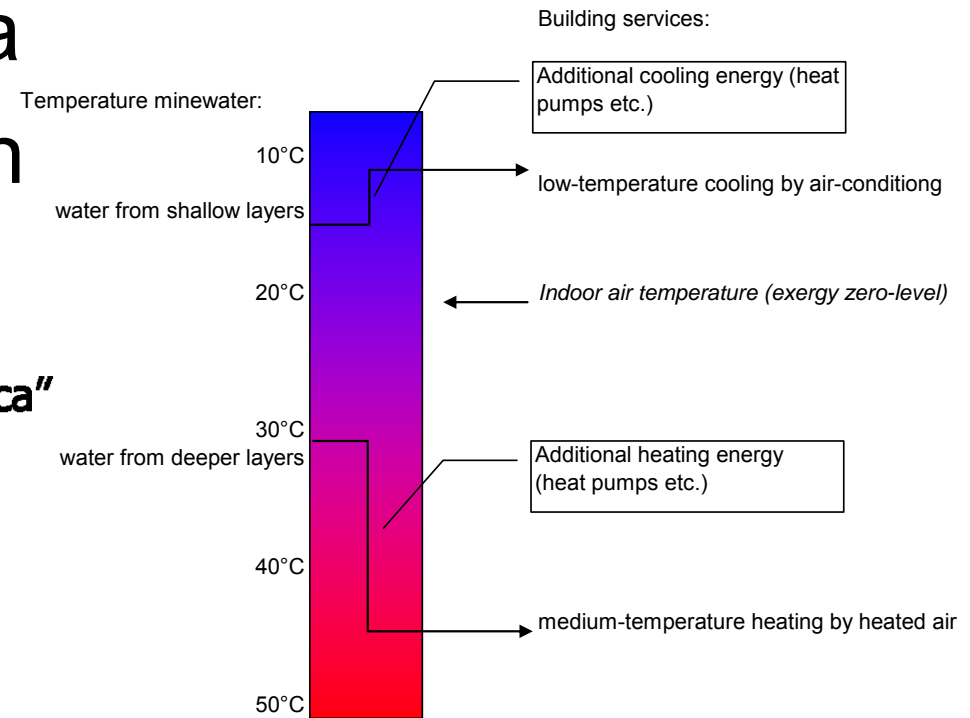 a
n
ca”
Building services:
Temperature minewater:
Additional cooling energy (heat
pumps etc.)
10°C
low-temperature cooling by air-conditiong
water from shallow layers
20°C
Indoor air temperature (exergy zero-level)
30°C
water from deeper layers
Additional heating energy
(heat pumps etc.)
40°C
medium-temperature heating by heated air
50°C